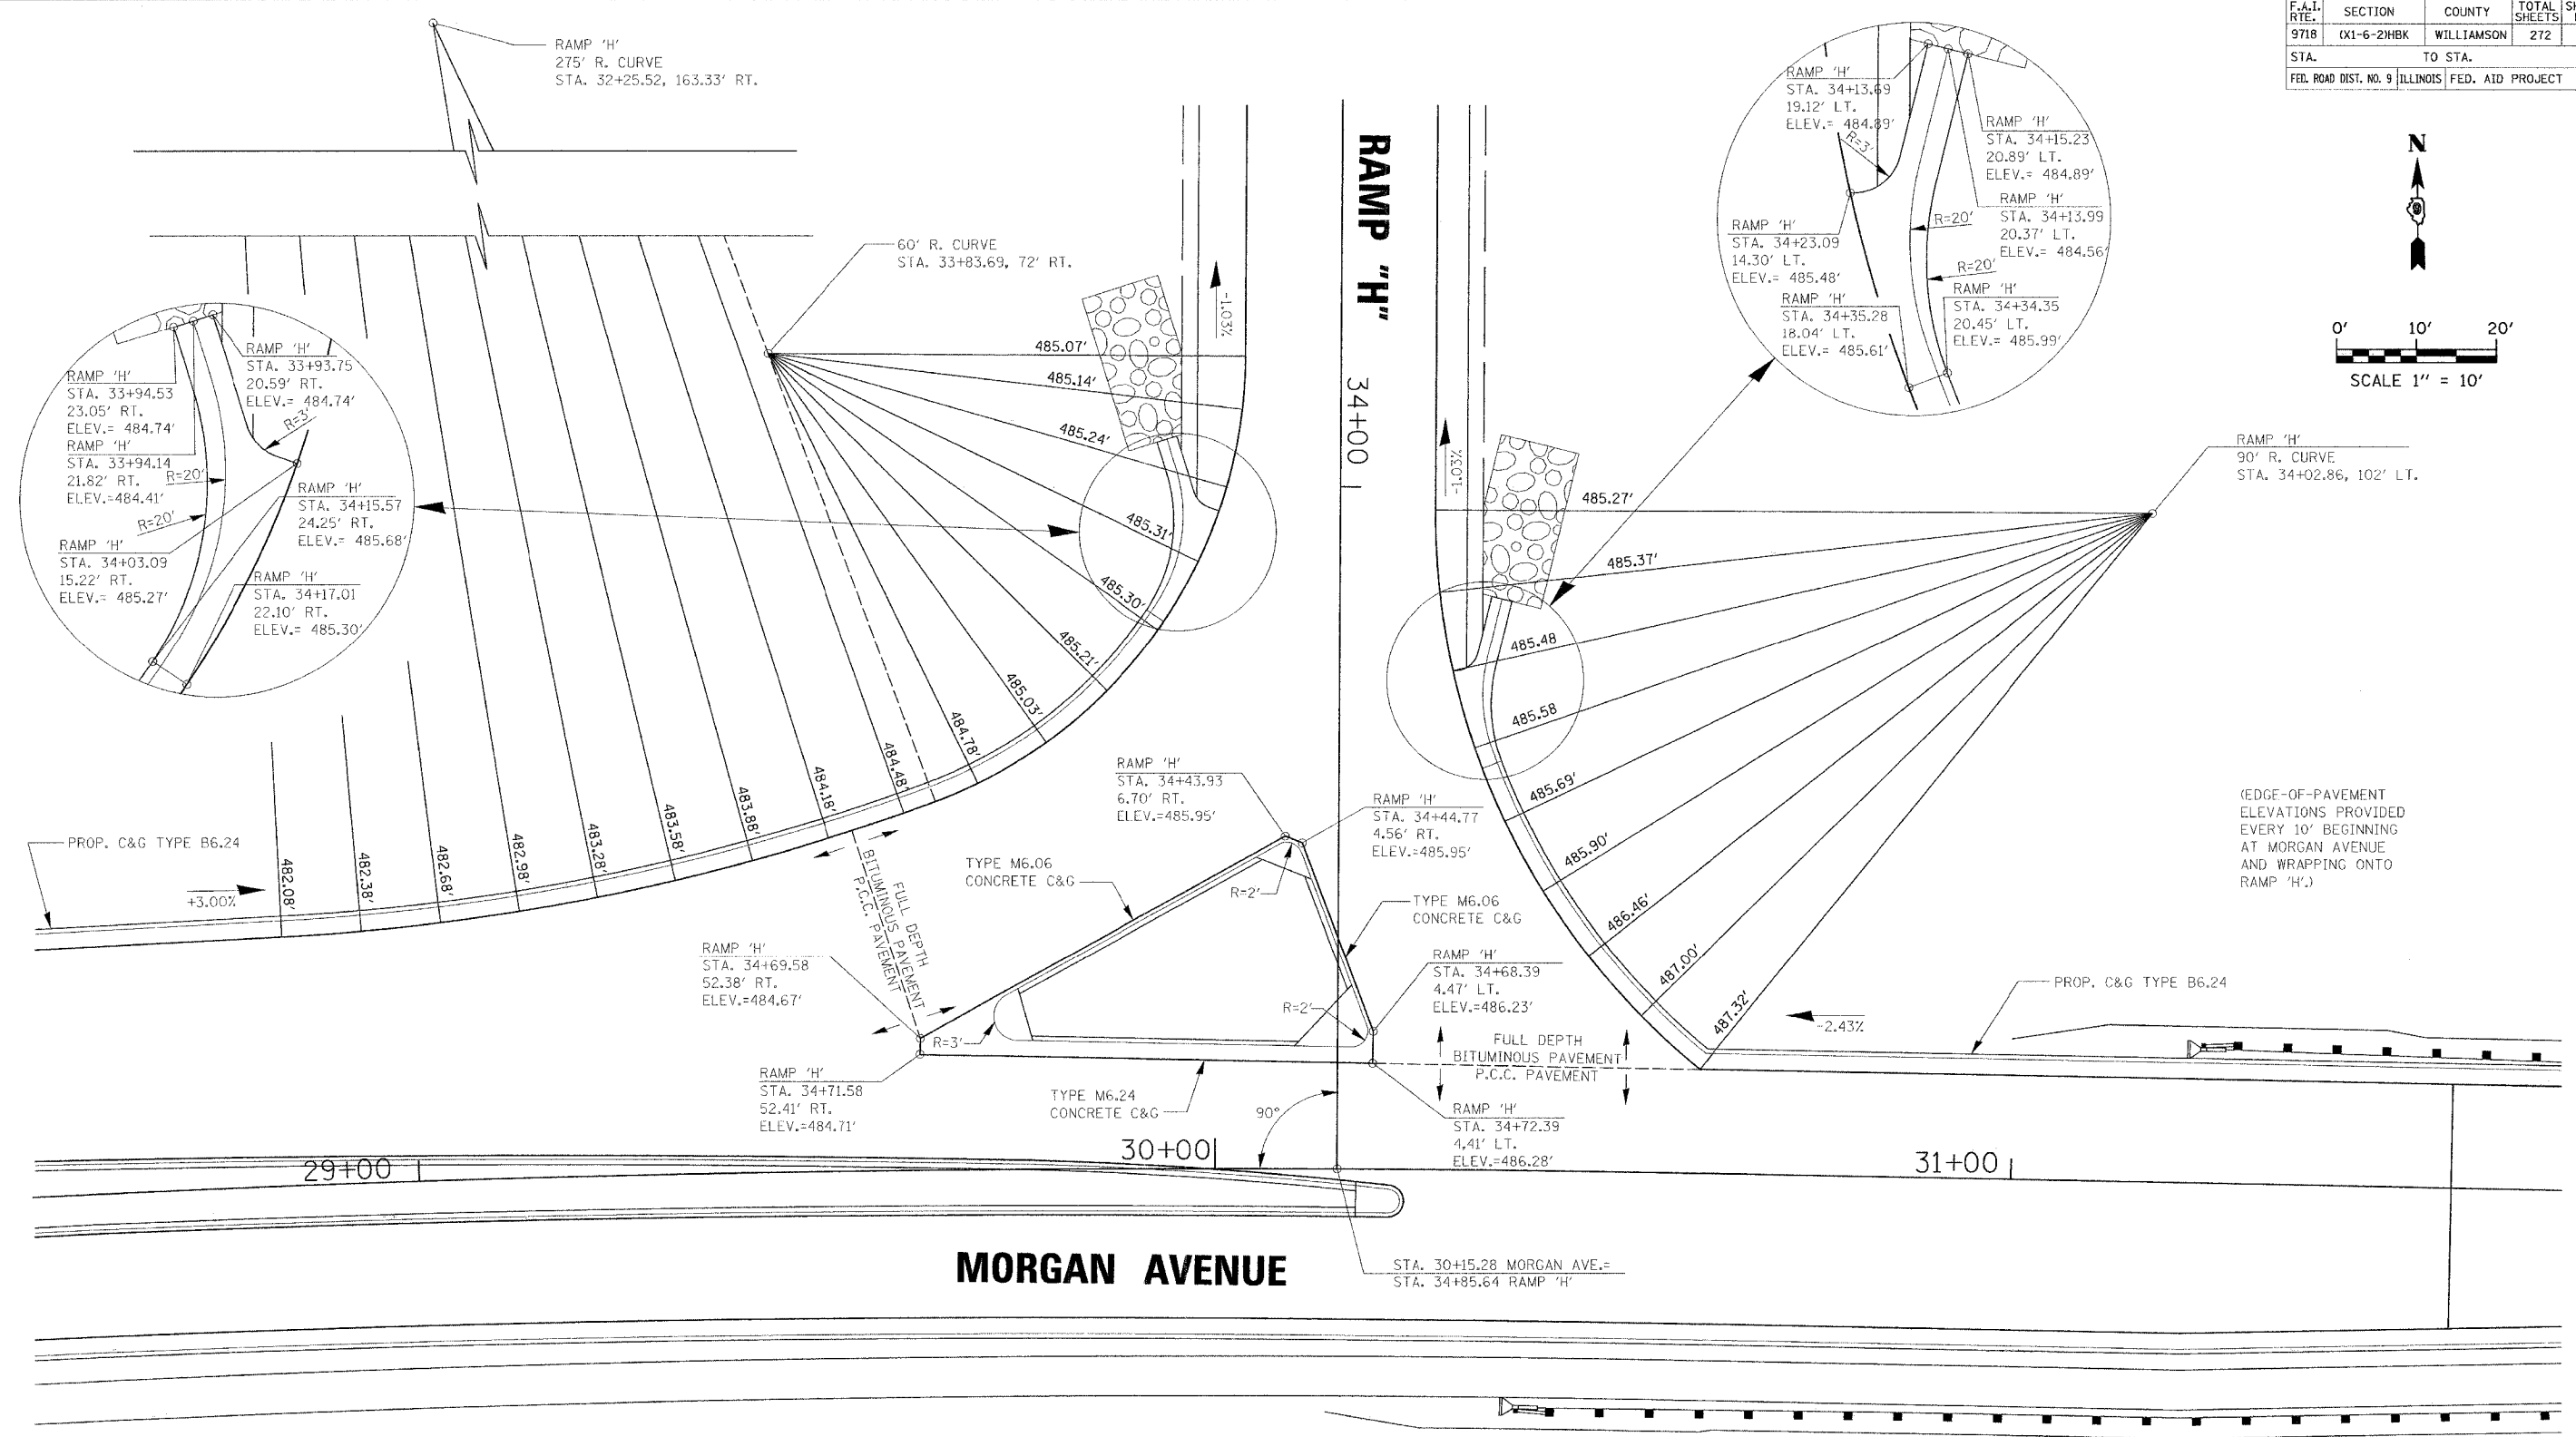 F.A.I. RTE.
SECTION
COUNTY
TOTAL SHEETS
9718
(X1-6-2)HBK
WILLIAMSON
272
STA.
TO STA.
FED. ROAD DIST. NO. 9
ILLINOIS
FED. AID PROJECT
RAMP 'H'
275' R. CURVE
STA. 32+25.52, 163.33' RT.
60' R. CURVE
STA. 33+83.69, 72' RT.
RAMP "H"
34+00
-1.03%
-1.03%
N
0' 10' 20'
SCALE 1" = 10'
RAMP 'H'
STA. 34+13.69
19.12' LT.
ELEV.= 484.89'
R=3'
RAMP 'H'
STA. 34+15.23
20.89' LT.
ELEV.= 484.89'
RAMP 'H'
STA. 34+13.99
20.37' LT.
ELEV.= 484.56'
R=20'
R=20'
RAMP 'H'
STA. 34+23.09
14.30' LT.
ELEV.= 485.48'
RAMP 'H'
STA. 34+35.28
18.04' LT.
ELEV.= 485.61'
RAMP 'H'
STA. 34+34.35
20.45' LT.
ELEV.= 485.99'
RAMP 'H'
STA. 33+93.75
20.59' RT.
ELEV.= 484.74'
RAMP 'H'
STA. 33+94.53
23.05' RT.
ELEV.= 484.74'
RAMP 'H'
STA. 33+94.14
21.82' RT.
ELEV.=484.41'
R=3'
R=20'
R=20'
RAMP 'H'
STA. 34+15.57
24.25' RT.
ELEV.= 485.68'
RAMP 'H'
STA. 34+03.09
15.22' RT.
ELEV.= 485.27'
RAMP 'H'
STA. 34+17.01
22.10' RT.
ELEV.= 485.30'
485.07'
485.14'
485.24'
485.31'
485.30'
485.21'
485.03'
484.78'
484.48'
484.18'
483.88'
483.58'
483.28'
482.98'
482.68'
482.38'
482.08'
RAMP 'H'
90' R. CURVE
STA. 34+02.86, 102' LT.
485.27'
485.37'
485.48
485.58
485.69'
485.90'
486.46'
487.00'
487.32'
(EDGE-OF-PAVEMENT
ELEVATIONS PROVIDED
EVERY 10' BEGINNING
AT MORGAN AVENUE
AND WRAPPING ONTO
RAMP 'H'.)
PROP. C&G TYPE B6.24
+3.00%
FULL DEPTH
BITUMINOUS PAVEMENT
P.C.C. PAVEMENT
RAMP 'H'
STA. 34+43.93
6.70' RT.
ELEV.=485.95'
RAMP 'H'
STA. 34+44.77
4.56' RT.
ELEV.=485.95'
TYPE M6.06
CONCRETE C&G
R=2'
TYPE M6.06
CONCRETE C&G
RAMP 'H'
STA. 34+69.58
52.38' RT.
ELEV.=484.67'
RAMP 'H'
STA. 34+68.39
4.47' LT.
ELEV.=486.23'
R=2'
R=3'
FULL DEPTH
BITUMINOUS PAVEMENT
P.C.C. PAVEMENT
PROP. C&G TYPE B6.24
-2.43%
RAMP 'H'
STA. 34+71.58
52.41' RT.
ELEV.=484.71'
TYPE M6.24
CONCRETE C&G
90°
RAMP 'H'
STA. 34+72.39
4.41' LT.
ELEV.=486.28'
29+00
30+00
31+00
MORGAN AVENUE
STA. 30+15.28 MORGAN AVE.=
STA. 34+85.64 RAMP 'H'